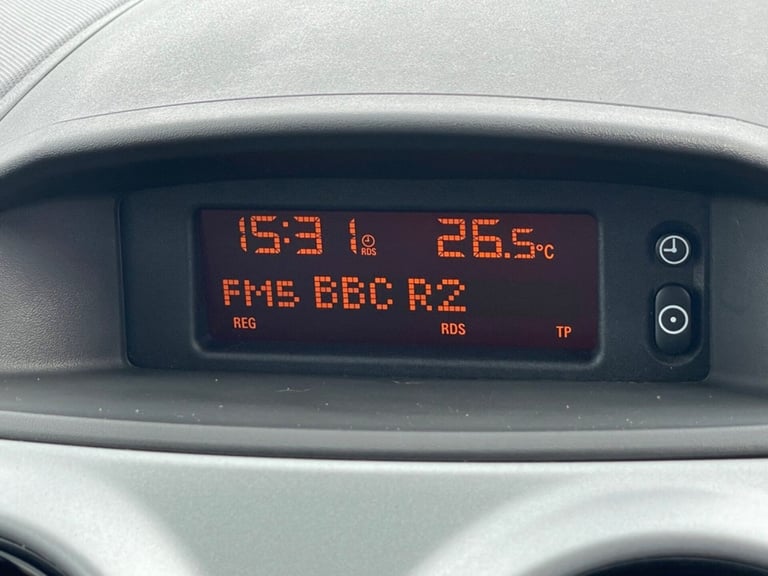 15:31 RDS 26.5°C
FM5 BBC R2
REG RDS TP